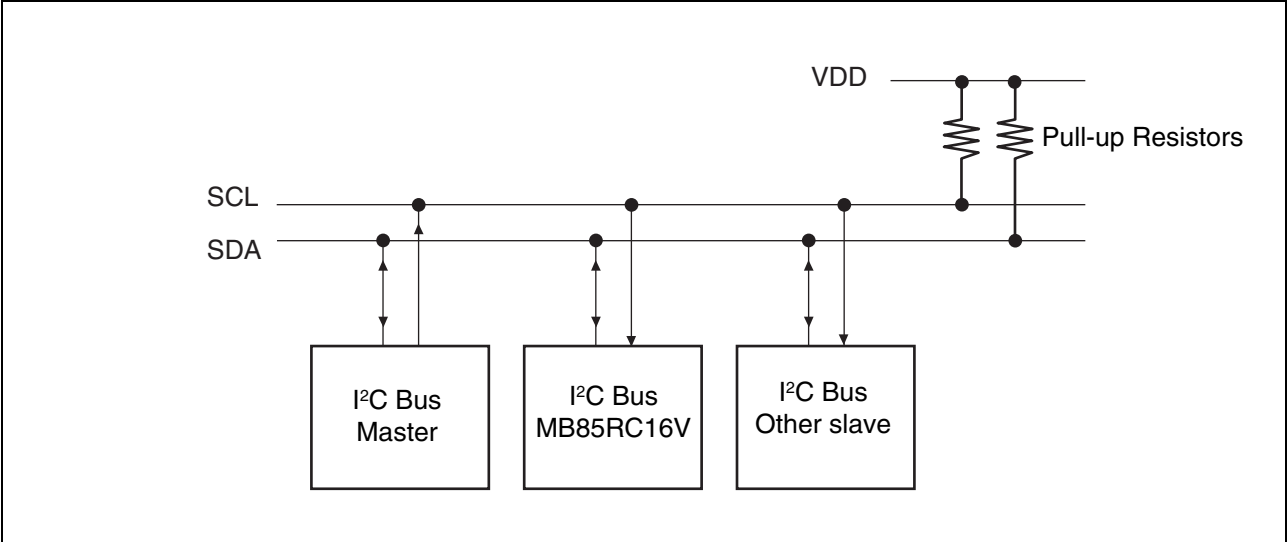 VDD
Pull-up Resistors
SCL
SDA
I²C Bus
Master
I²C Bus
MB85RC16V
I²C Bus
Other slave